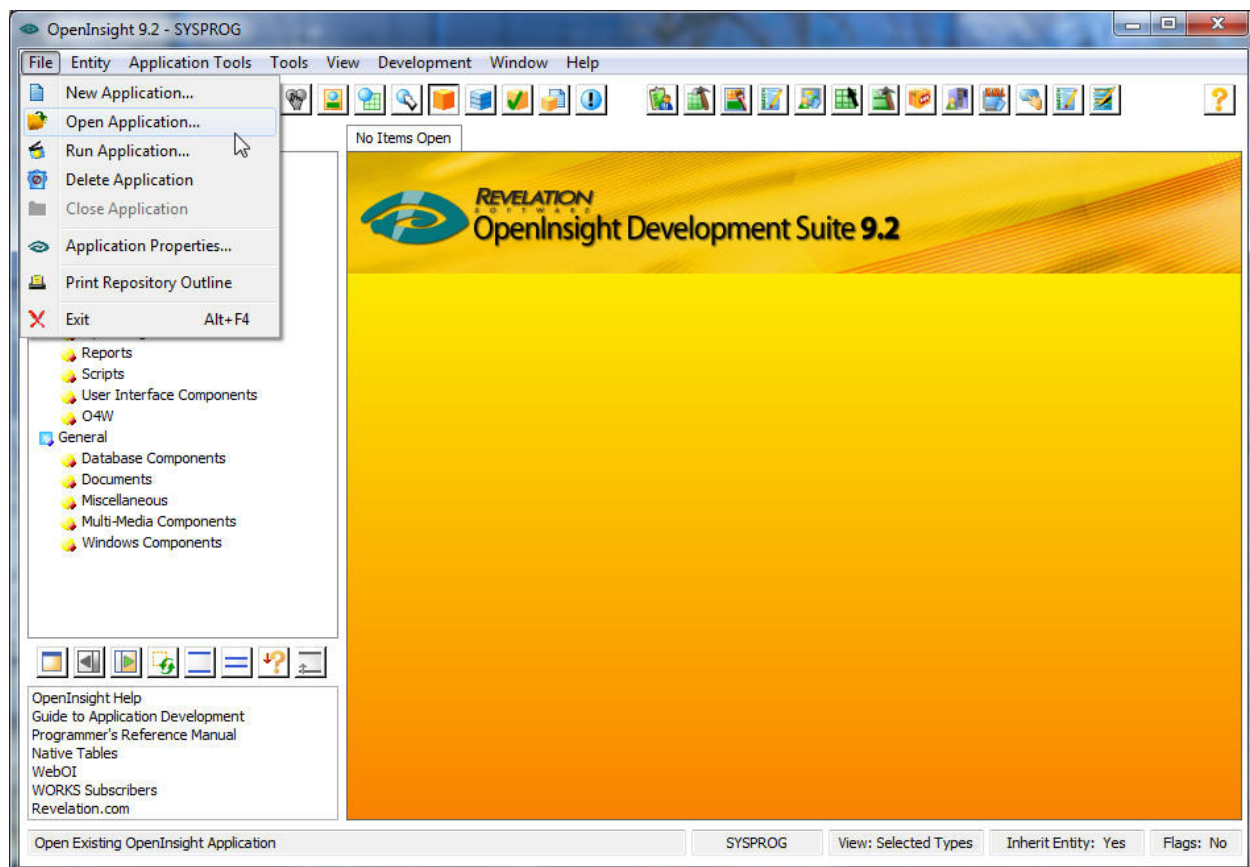 OpenInsight 9.2 - SYSPROG
File Entity Application Tools Tools View Development Window Help
New Application...
Open Application...
Run Application...
Delete Application
Close Application
Application Properties...
Print Repository Outline
Exit Alt+F4
No Items Open
REVELATION
SOFTWARE
OpenInsight Development Suite 9.2
Reports
Scripts
User Interface Components
O4W
General
Database Components
Documents
Miscellaneous
Multi-Media Components
Windows Components
OpenInsight Help
Guide to Application Development
Programmer's Reference Manual
Native Tables
WebOI
WORKS Subscribers
Revelation.com
Open Existing OpenInsight Application SYSPROG View: Selected Types Inherit Entity: Yes Flags: No